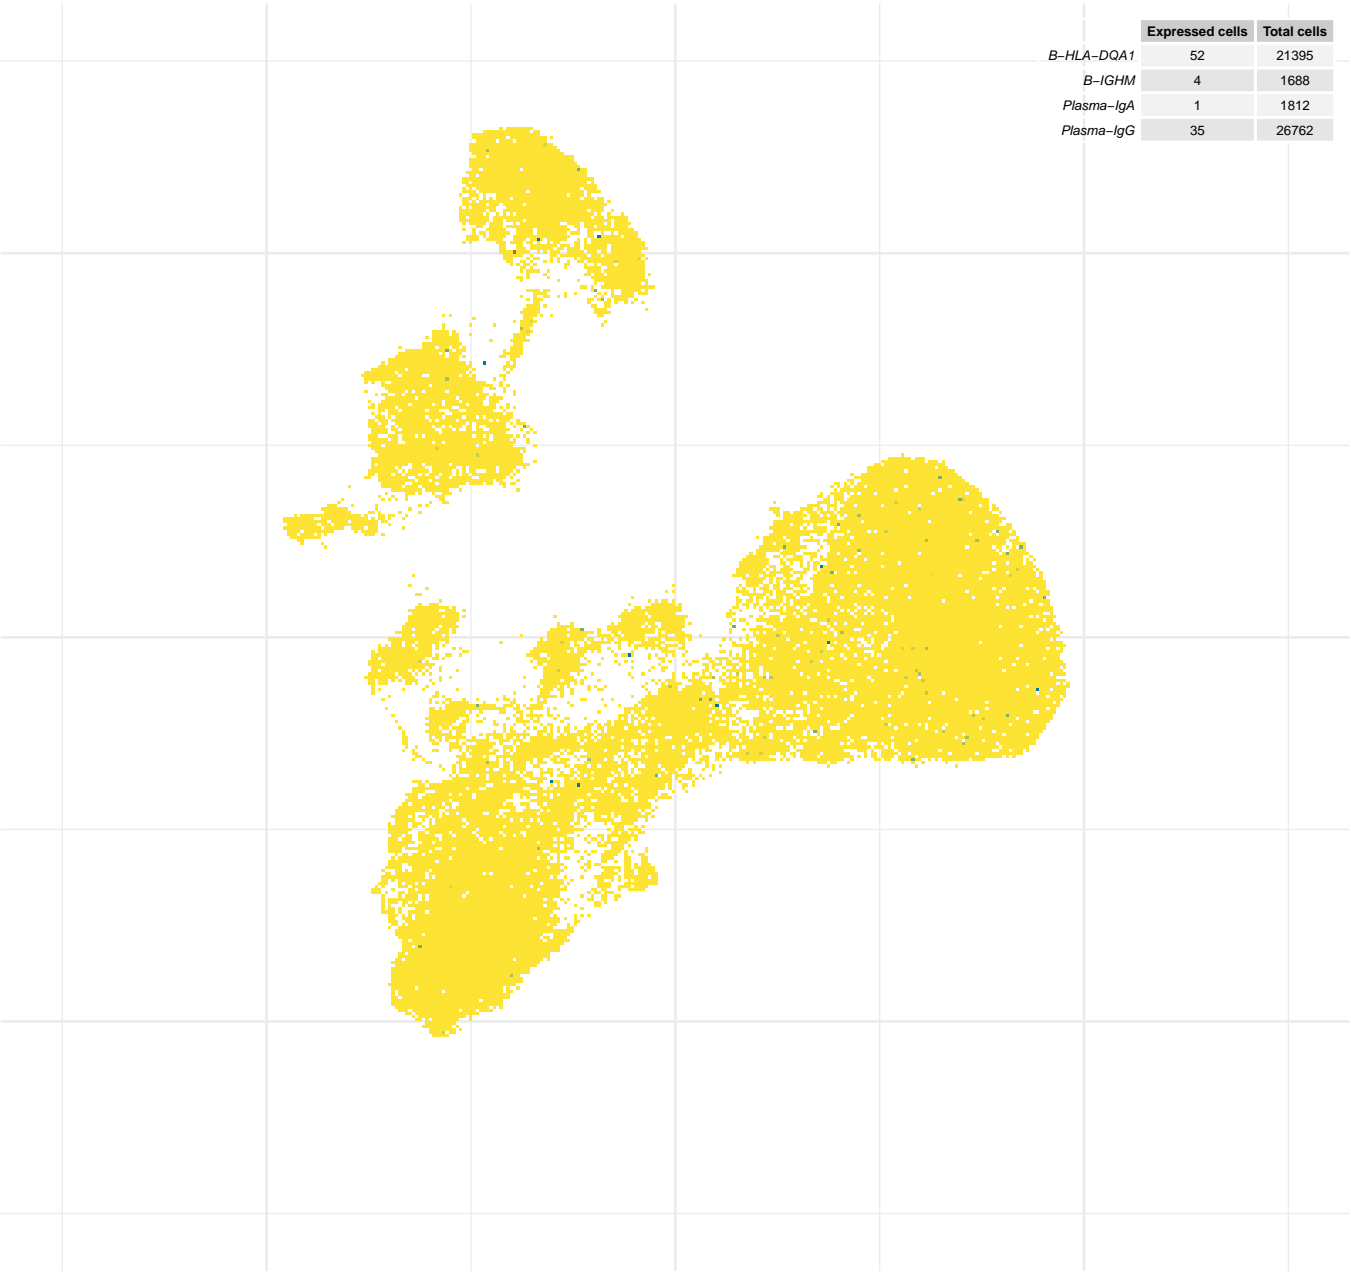 Expressed cells Total cells
B−HLA−DQA1 52 21395
B−IGHM 4 1688
Plasma−IgA 1 1812
Plasma−IgG 35 26762